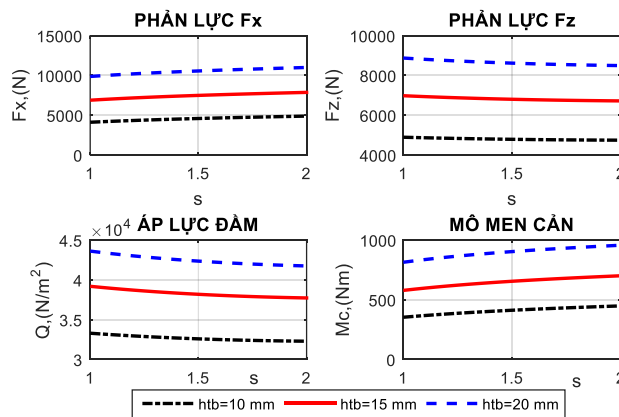 PHẢN LỰC Fx
PHẢN LỰC Fz
15000
10000
5000
0
Fx,(N)
1
1.5
2
s
10000
8000
6000
4000
Fz,(N)
1
1.5
2
s
×10^4
ÁP LỰC ĐẦM
MÔ MEN CẢN
4.5
4
3.5
3
Q,(N/m²)
1
1.5
2
s
1000
500
0
Mc,(Nm)
1
1.5
2
s
htb=10 mm
htb=15 mm
htb=20 mm